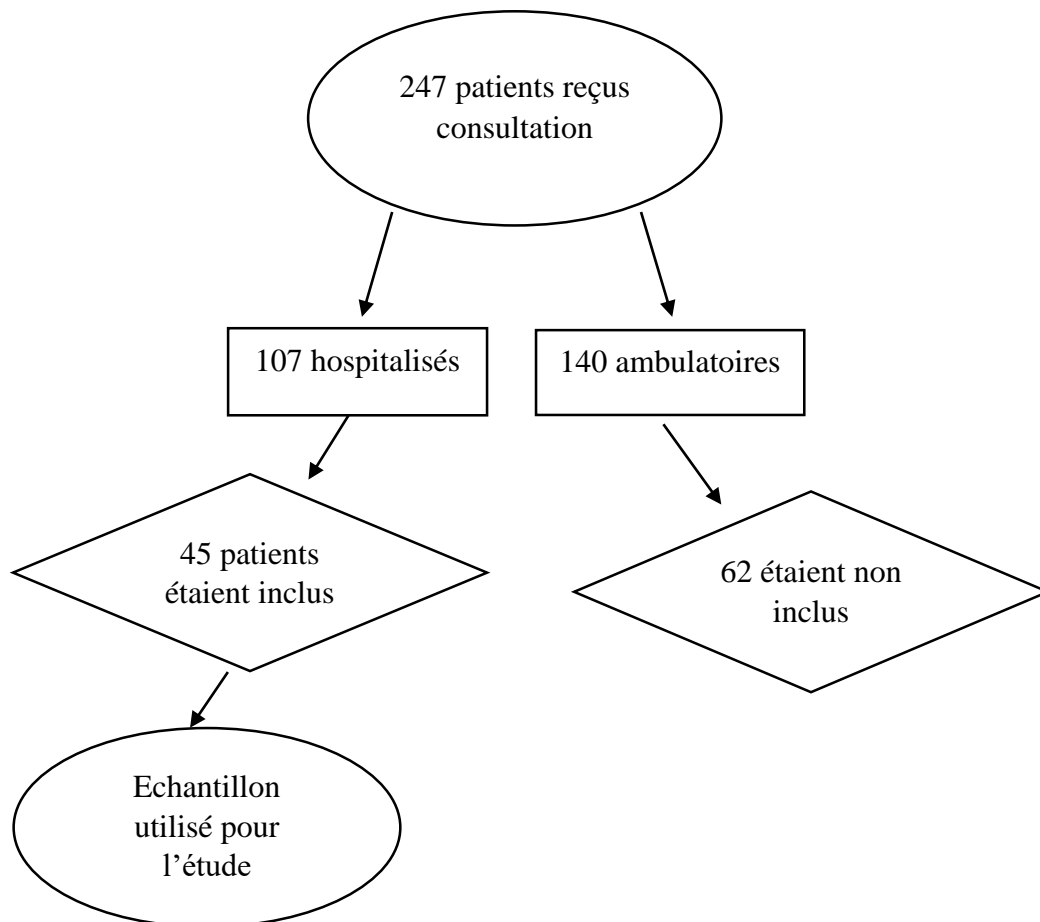 247 patients reçus
consultation
107 hospitalisés
140 ambulatoires
45 patients
étaient inclus
62 étaient non
inclus
Echantillon
utilisé pour
l’étude